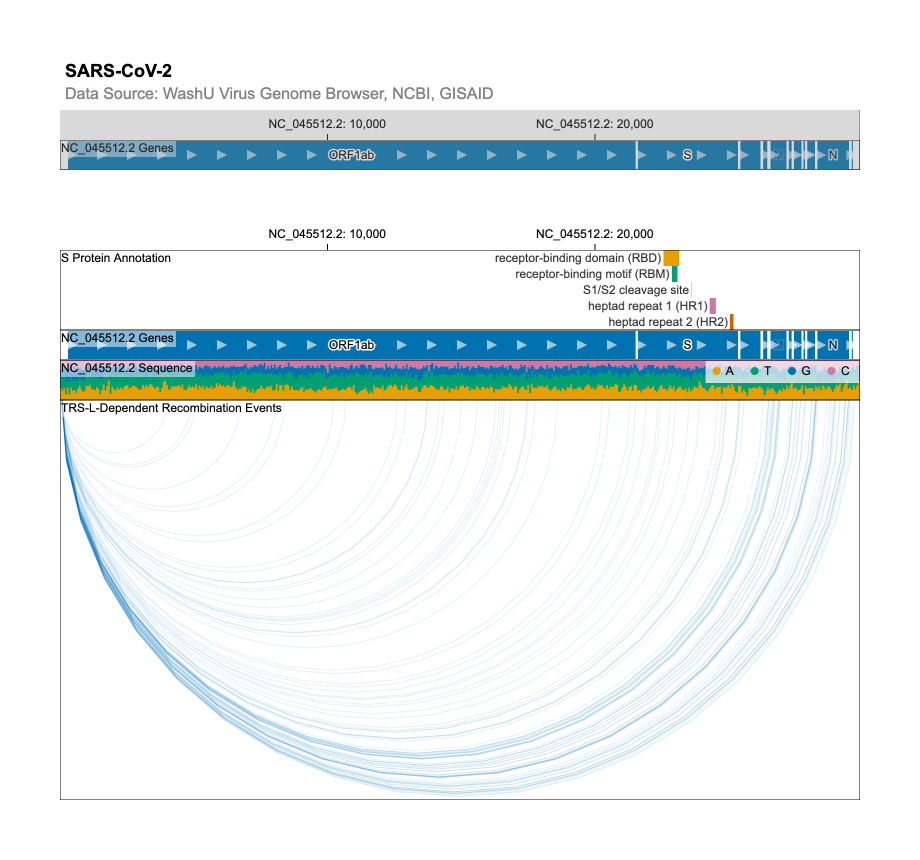 SARS-CoV-2
Data Source: WashU Virus Genome Browser, NCBI, GISAID
NC_045512.2: 10,000 NC_045512.2: 20,000
NC_045512.2 Genes ORF1ab S N
NC_045512.2: 10,000 NC_045512.2: 20,000
S Protein Annotation
receptor-binding domain (RBD)
receptor-binding motif (RBM)
S1/S2 cleavage site
heptad repeat 1 (HR1)
heptad repeat 2 (HR2)
NC_045512.2 Genes ORF1ab S N
NC_045512.2 Sequence A T G C
TRS-L-Dependent Recombination Events